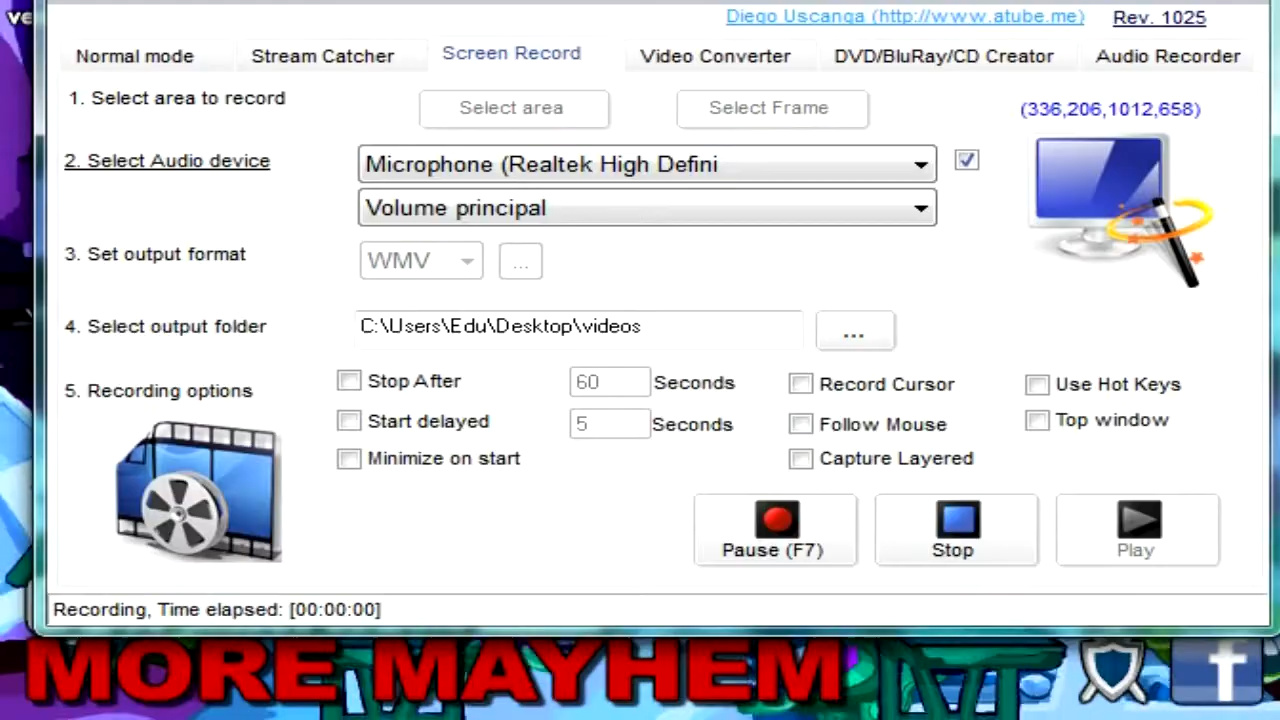 ve
Diego Uscanga (http://www.atube.me) Rev. 1025
Normal mode Stream Catcher Screen Record Video Converter DVD/BluRay/CD Creator Audio Recorder
1. Select area to record Select area Select Frame (336,206,1012,658)
2. Select Audio device Microphone (Realtek High Defini
Volume principal
3. Set output format WMV ...
4. Select output folder C:\Users\Edu\Desktop\videos ...
5. Recording options
Stop After 60 Seconds Record Cursor Use Hot Keys
Start delayed 5 Seconds Follow Mouse Top window
Minimize on start Capture Layered
Pause (F7) Stop Play
Recording, Time elapsed: [00:00:00]
MORE MAYHEM
f